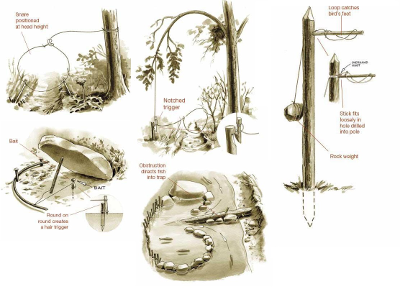 Snare
positioned
at head height
Notched
trigger
Loop catches
bird's feet
Stick fits
loosely in
hole drilled
into pole
Rock weight
Bait
BAIT
Round on
round creates
a hair trigger
Obstruction
directs fish
into trap